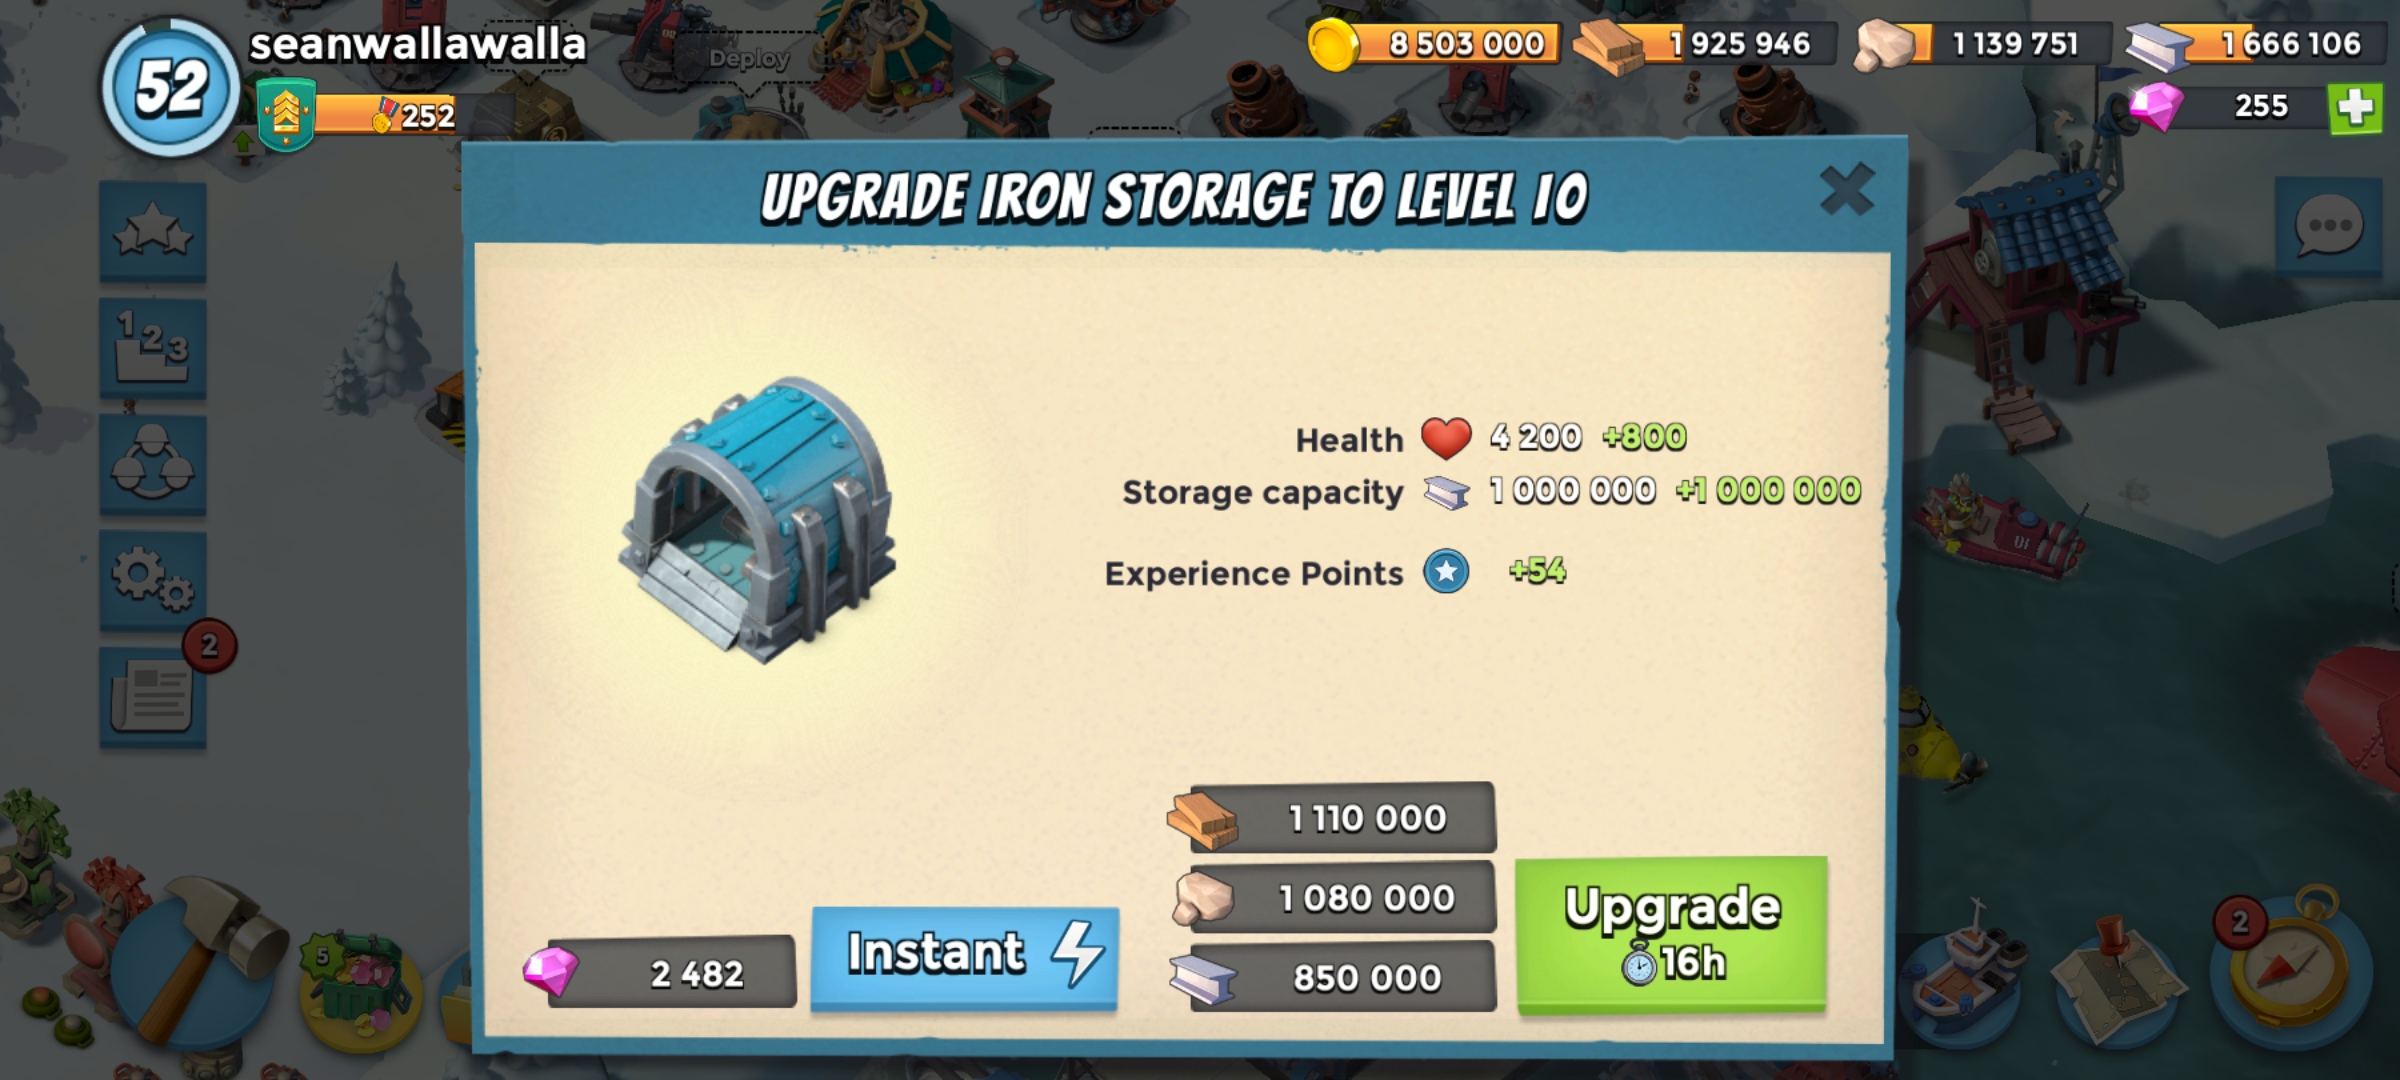 52
seanwallawalla
252
Deploy
8 503 000
1 925 946
1 139 751
1 666 106
255
UPGRADE IRON STORAGE TO LEVEL 10
1 2 3
Health 4 200 +800
Storage capacity 1 000 000 +1 000 000
Experience Points +54
2
1 110 000
1 080 000
850 000
2 482
Instant
Upgrade
16h
5
2